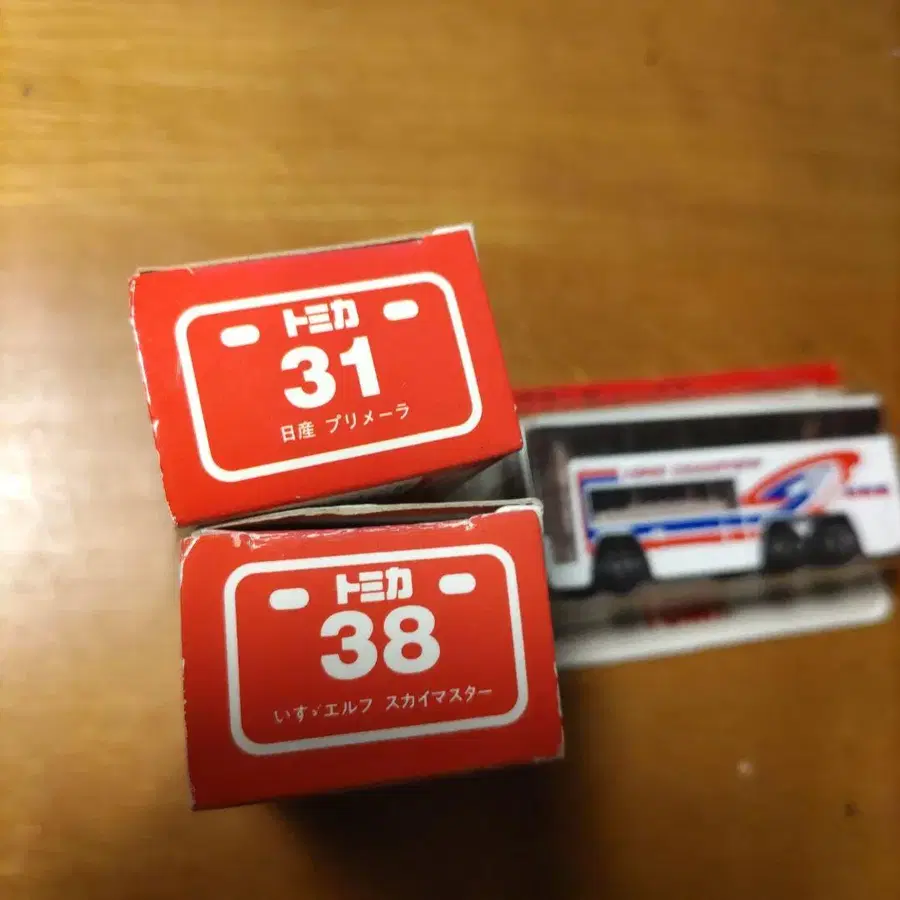 トミカ
31
日産 プリメーラ
トミカ
38
いすゞエルフ スカイマスター